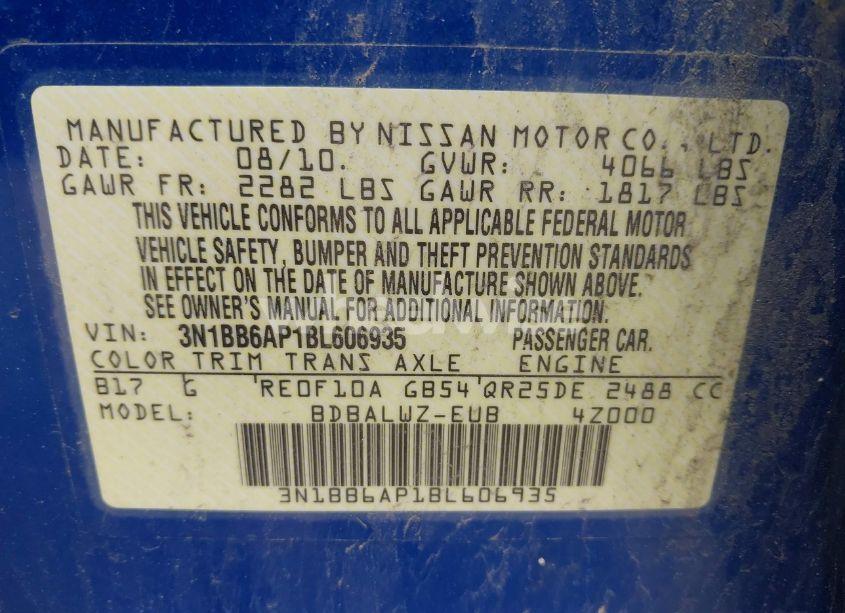 MANUFACTURED BY NISSAN MOTOR CO., LTD.
DATE: 08/10. GVWR: 4066 LBS
GAWR FR: 2282 LBS GAWR RR: 1817 LBS
THIS VEHICLE CONFORMS TO ALL APPLICABLE FEDERAL MOTOR
VEHICLE SAFETY, BUMPER AND THEFT PREVENTION STANDARDS
IN EFFECT ON THE DATE OF MANUFACTURE SHOWN ABOVE.
SEE OWNER'S MANUAL FOR ADDITIONAL INFORMATION.
VIN: 3N1BB6AP1BL606935 PASSENGER CAR.
COLOR TRIM TRANS AXLE ENGINE
B17 G 'RE0F10A GB54'QR25DE 2488 CC
MODEL: BDBALWZ-EUB 4Z000
3N1BB6AP1BL606935